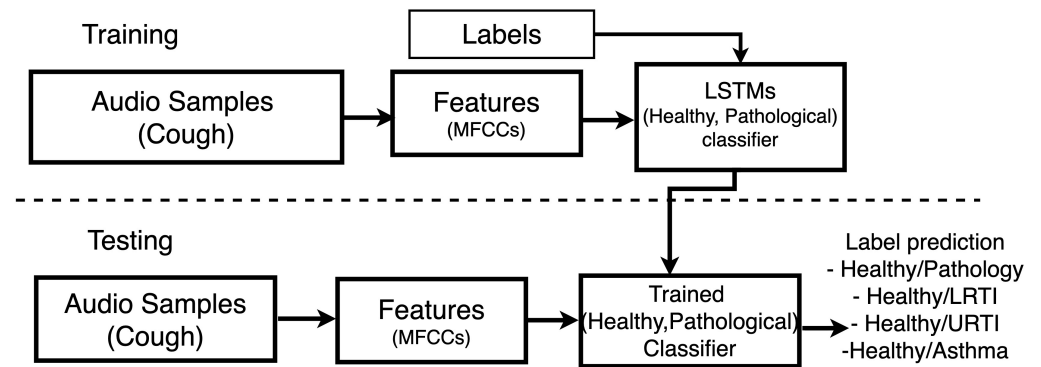 Training
Labels
Audio Samples
(Cough)
Features
(MFCCs)
LSTMs
(Healthy, Pathological)
classifier
Testing
Audio Samples
(Cough)
Features
(MFCCs)
Trained
(Healthy,Pathological)
Classifier
Label prediction
- Healthy/Pathology
- Healthy/LRTI
- Healthy/URTI
-Healthy/Asthma